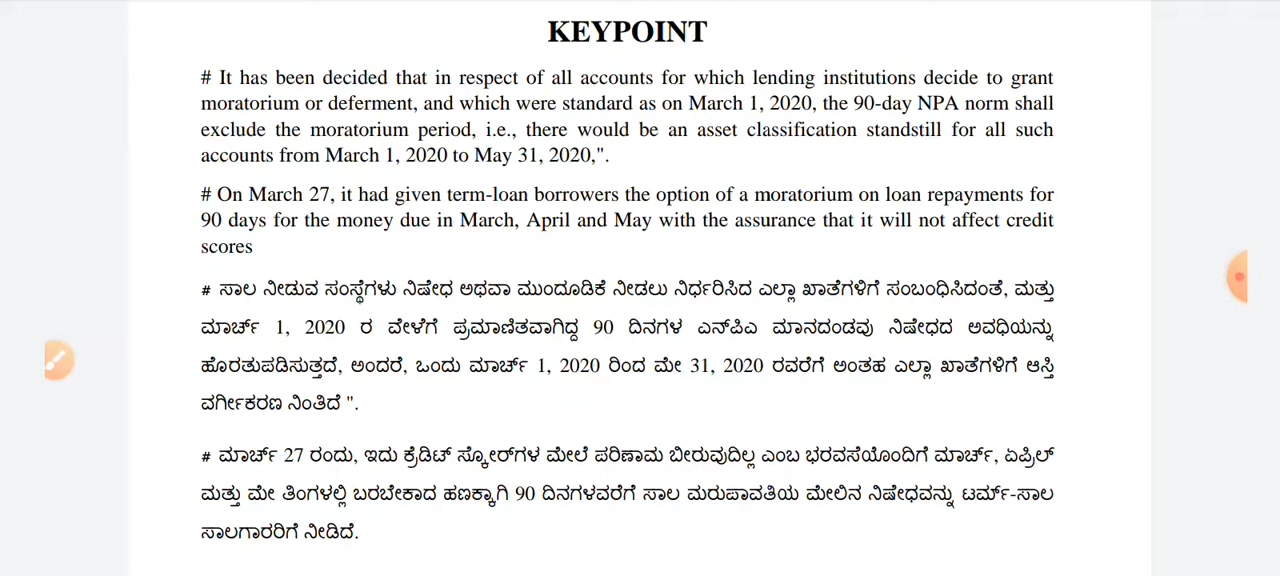 KEYPOINT
# It has been decided that in respect of all accounts for which lending institutions decide to grant
moratorium or deferment, and which were standard as on March 1, 2020, the 90-day NPA norm shall
exclude the moratorium period, i.e., there would be an asset classification standstill for all such
accounts from March 1, 2020 to May 31, 2020,".
# On March 27, it had given term-loan borrowers the option of a moratorium on loan repayments for
90 days for the money due in March, April and May with the assurance that it will not affect credit
scores
# ಸಾಲ ನೀಡುವ ಸಂಸ್ಥೆಗಳು ನಿಷೇಧ ಅಥವಾ ಮುಂದೂಡಿಕೆ ನೀಡಲು ನಿರ್ಧರಿಸಿದ ಎಲ್ಲಾ ಖಾತೆಗಳಿಗೆ ಸಂಬಂಧಿಸಿದಂತೆ, ಮತ್ತು
ಮಾರ್ಚ್ 1, 2020 ರ ವೇಳೆಗೆ ಪ್ರಮಾಣಿತವಾಗಿದ್ದ 90 ದಿನಗಳ ಎನ್‌ಪಿಎ ಮಾನದಂಡವು ನಿಷೇಧದ ಅವಧಿಯನ್ನು
ಹೊರತುಪಡಿಸುತ್ತದೆ, ಅಂದರೆ, ಒಂದು ಮಾರ್ಚ್ 1, 2020 ರಿಂದ ಮೇ 31, 2020 ರವರೆಗೆ ಅಂತಹ ಎಲ್ಲಾ ಖಾತೆಗಳಿಗೆ ಆಸ್ತಿ
ವರ್ಗೀಕರಣ ನಿಂತಿದೆ ".
# ಮಾರ್ಚ್ 27 ರಂದು, ಇದು ಕ್ರೆಡಿಟ್ ಸ್ಕೋರ್‌ಗಳ ಮೇಲೆ ಪರಿಣಾಮ ಬೀರುವುದಿಲ್ಲ ಎಂಬ ಭರವಸೆಯೊಂದಿಗೆ ಮಾರ್ಚ್, ಏಪ್ರಿಲ್
ಮತ್ತು ಮೇ ತಿಂಗಳಲ್ಲಿ ಬರಬೇಕಾದ ಹಣಕ್ಕಾಗಿ 90 ದಿನಗಳವರೆಗೆ ಸಾಲ ಮರುಪಾವತಿಯ ಮೇಲಿನ ನಿಷೇಧವನ್ನು ಟರ್ಮ್-ಸಾಲ
ಸಾಲಗಾರರಿಗೆ ನೀಡಿದೆ.